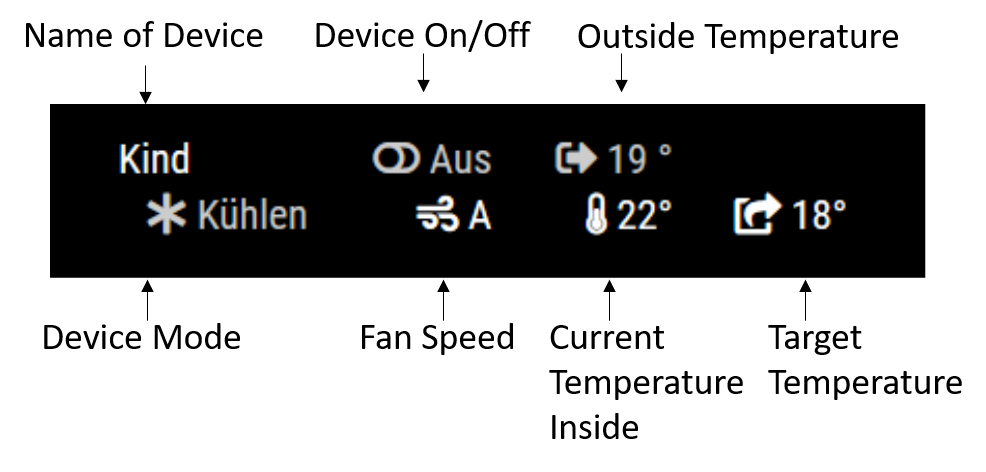 Name of Device Device On/Off Outside Temperature
Kind Aus 19 °
Kühlen A 22° 18°
Device Mode Fan Speed Current Target
Temperature Temperature
Inside